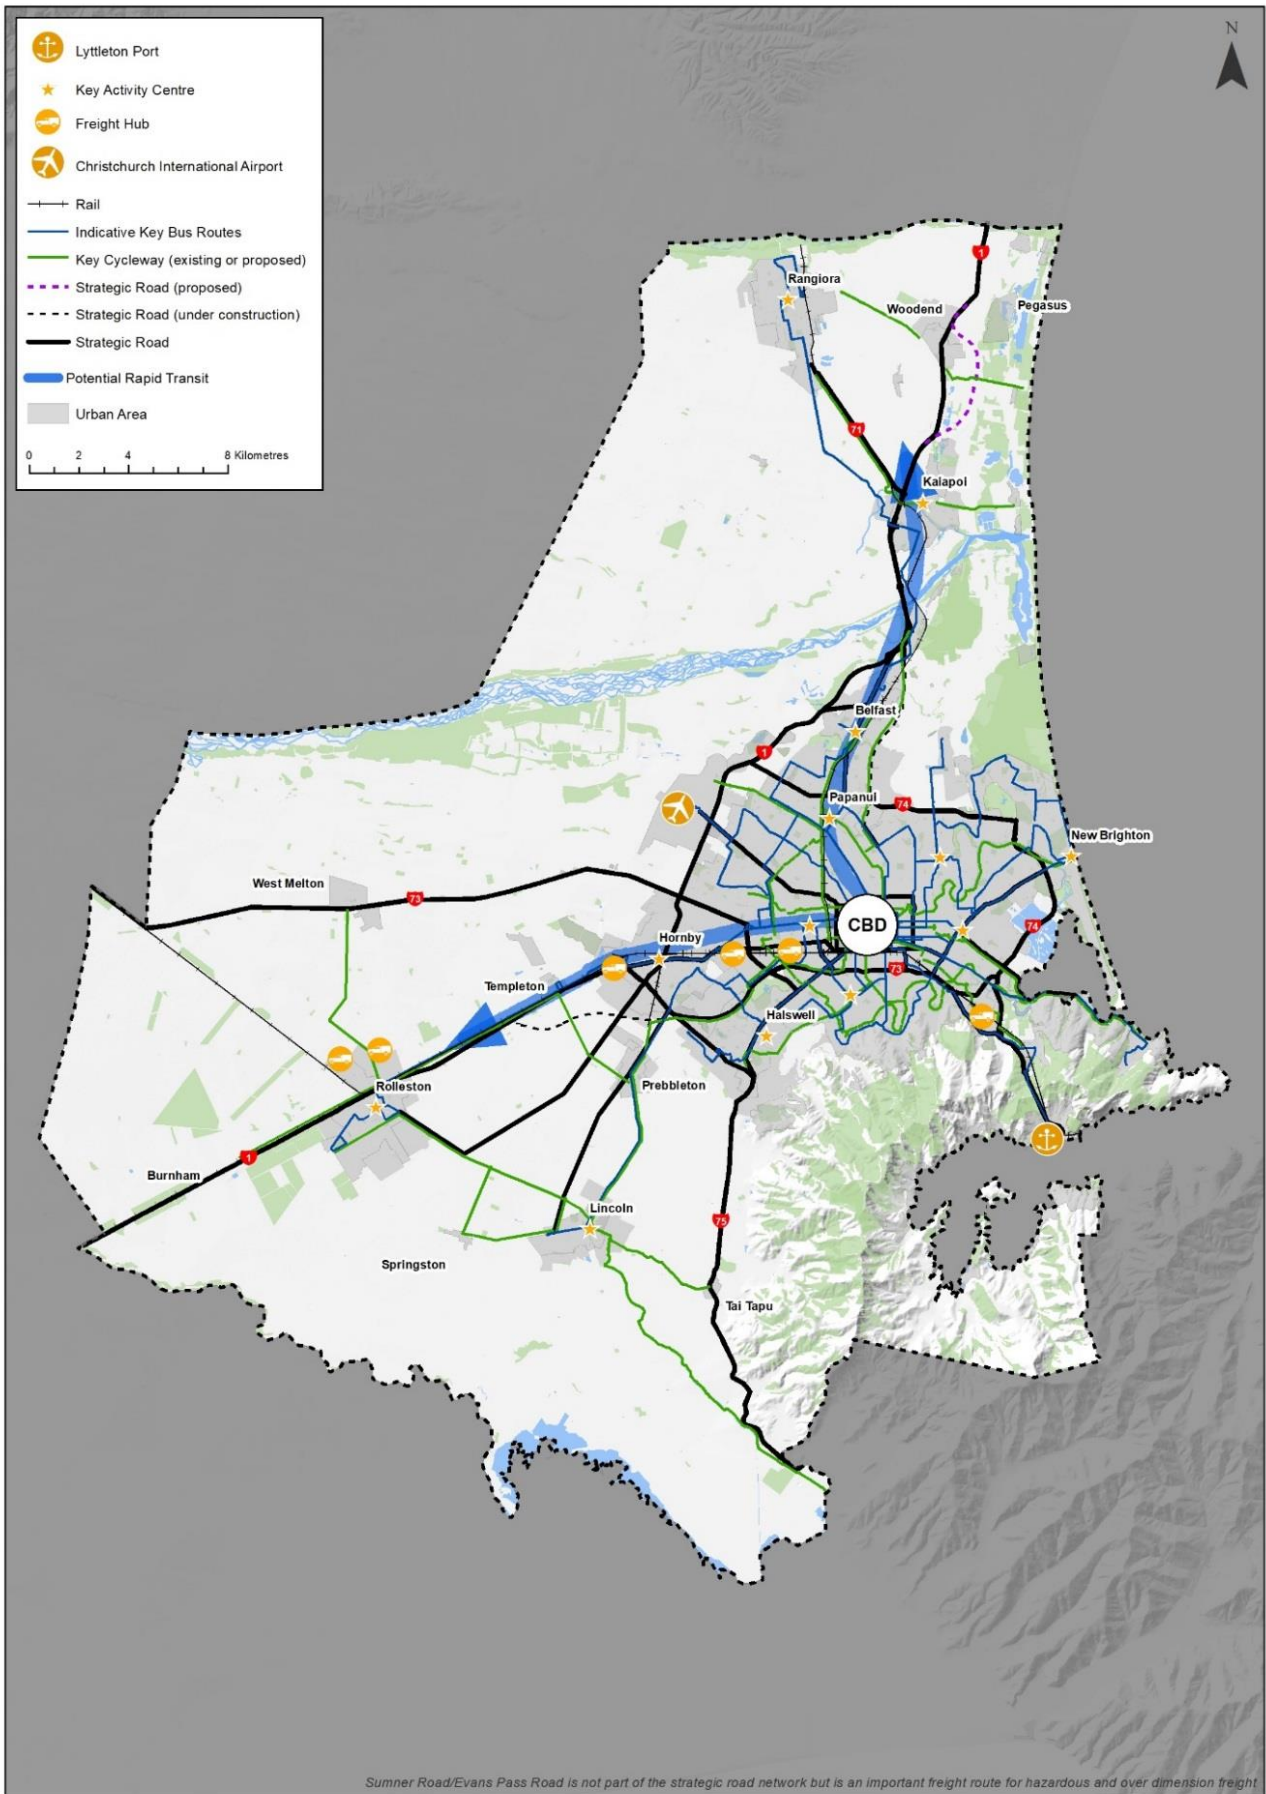 Lyttleton Port
Key Activity Centre
Freight Hub
Christchurch International Airport
Rail
Indicative Key Bus Routes
Key Cycleway (existing or proposed)
Strategic Road (proposed)
Strategic Road (under construction)
Strategic Road
Potential Rapid Transit
Urban Area
0 2 4 8 Kilometres
N
1
Rangiora
Woodend
Pegasus
71
Kaiapoi
Belfast
1
Papanui
74
New Brighton
West Melton
73
CBD
74
Hornby
73
Templeton
Halswell
Rolleston
Prebbleton
1
Burnham
Lincoln
75
Springston
Tai Tapu
Sumner Road/Evans Pass Road is not part of the strategic road network but is an important freight route for hazardous and over dimension freight